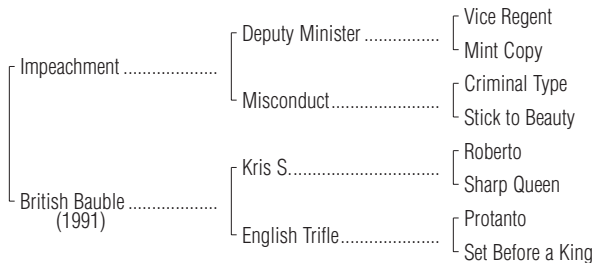 Vice Regent
Deputy Minister ................
Mint Copy
Impeachment ....................
Criminal Type
Misconduct.......................
Stick to Beauty
Roberto
Kris S................................
Sharp Queen
British Bauble ...................
(1991)
Protanto
English Trifle.....................
Set Before a King